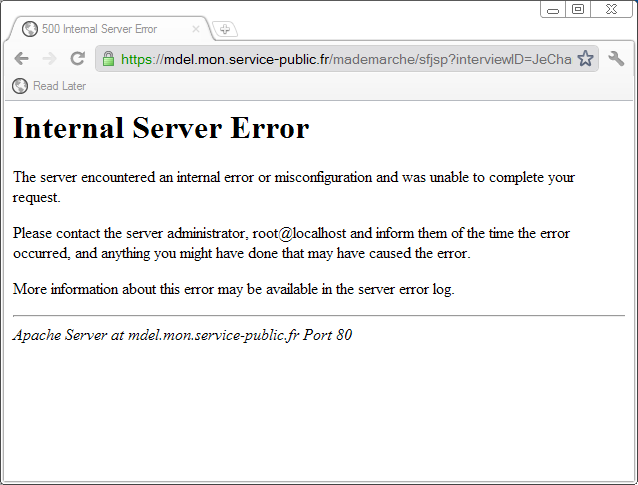 500 Internal Server Error
https://mdel.mon.service-public.fr/mademarche/sfjsp?interviewID=JeCha
Read Later
Internal Server Error
The server encountered an internal error or misconfiguration and was unable to complete your
request.
Please contact the server administrator, root@localhost and inform them of the time the error
occurred, and anything you might have done that may have caused the error.
More information about this error may be available in the server error log.
Apache Server at mdel.mon.service-public.fr Port 80